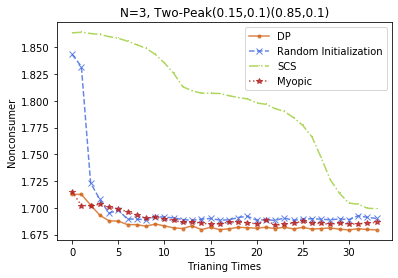 N=3, Two-Peak(0.15,0.1)(0.85,0.1)
DP
Random Initialization
SCS
Myopic
Nonconsumer
1.850
1.825
1.800
1.775
1.750
1.725
1.700
1.675
0 5 10 15 20 25 30
Trianing Times